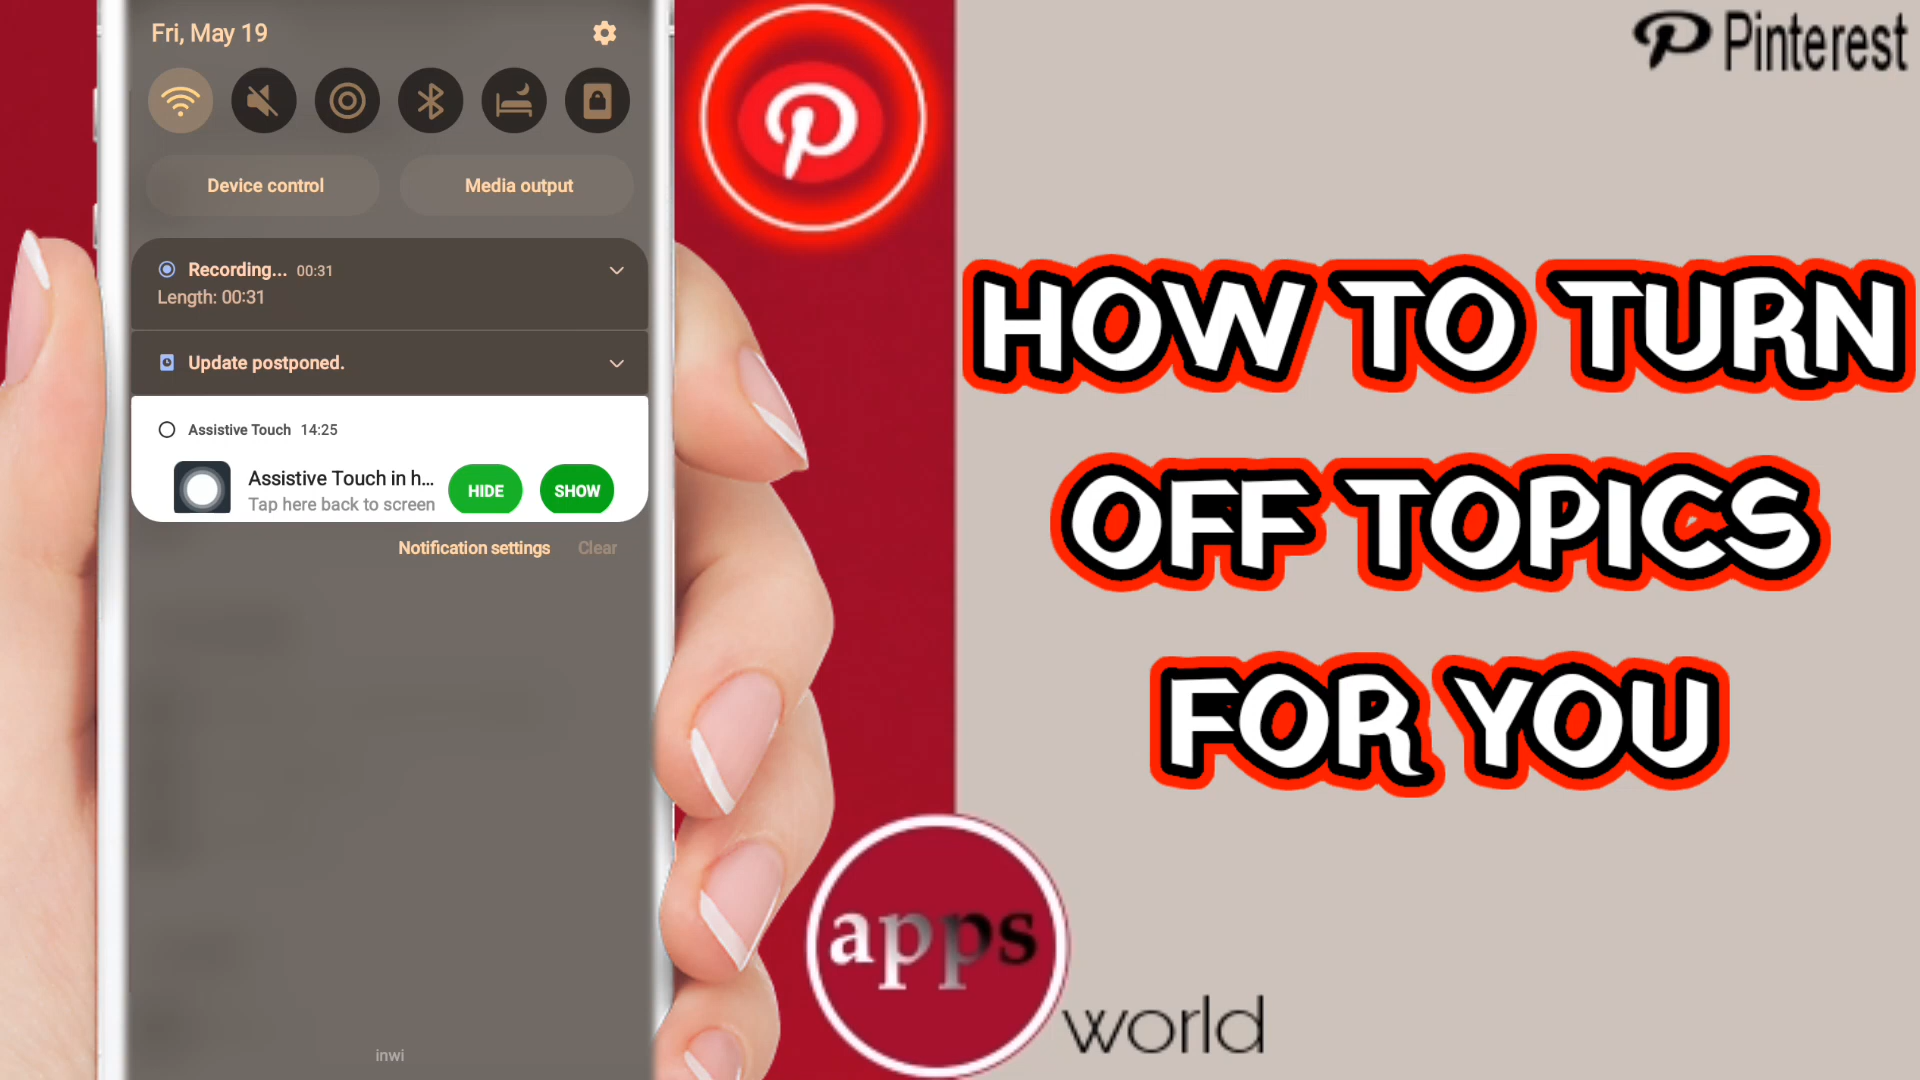 Fri, May 19
Device control
Media output
Recording... 00:31
Length: 00:31
Update postponed.
Assistive Touch 14:25
Assistive Touch in h...
Tap here back to screen
HIDE
SHOW
Notification settings
Clear
inwi
Pinterest
HOW TO TURN
OFF TOPICS
FOR YOU
apps
world